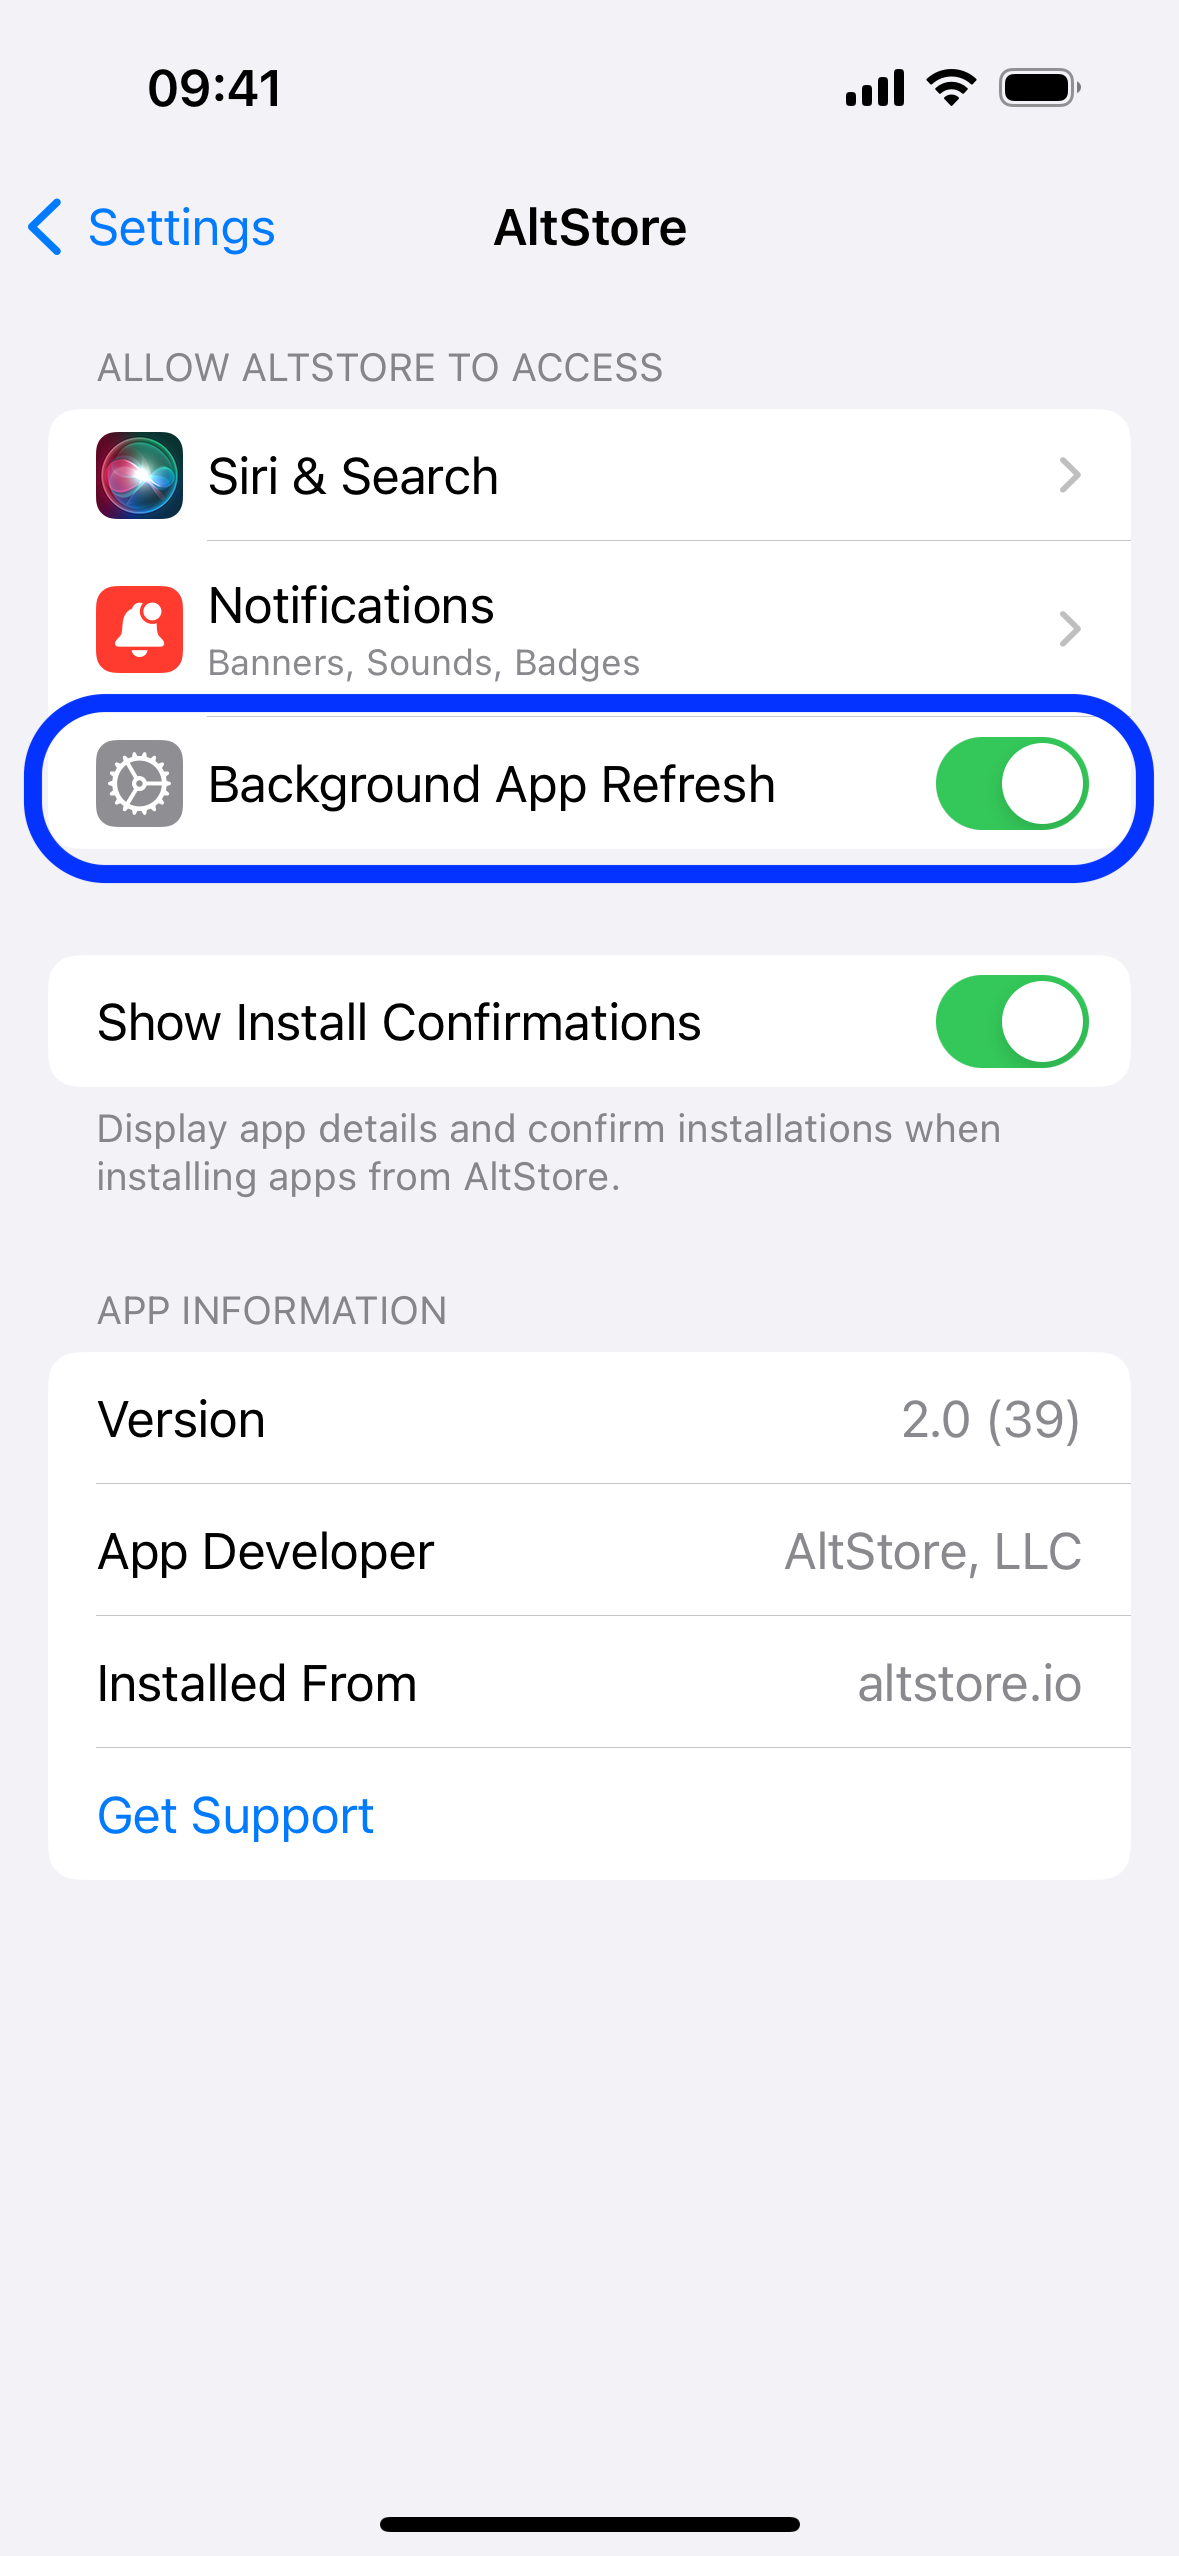 09:41
Settings
AltStore
ALLOW ALTSTORE TO ACCESS
Siri & Search
Notifications
Banners, Sounds, Badges
Background App Refresh
Show Install Confirmations
Display app details and confirm installations when
installing apps from AltStore.
APP INFORMATION
Version 2.0 (39)
App Developer AltStore, LLC
Installed From altstore.io
Get Support